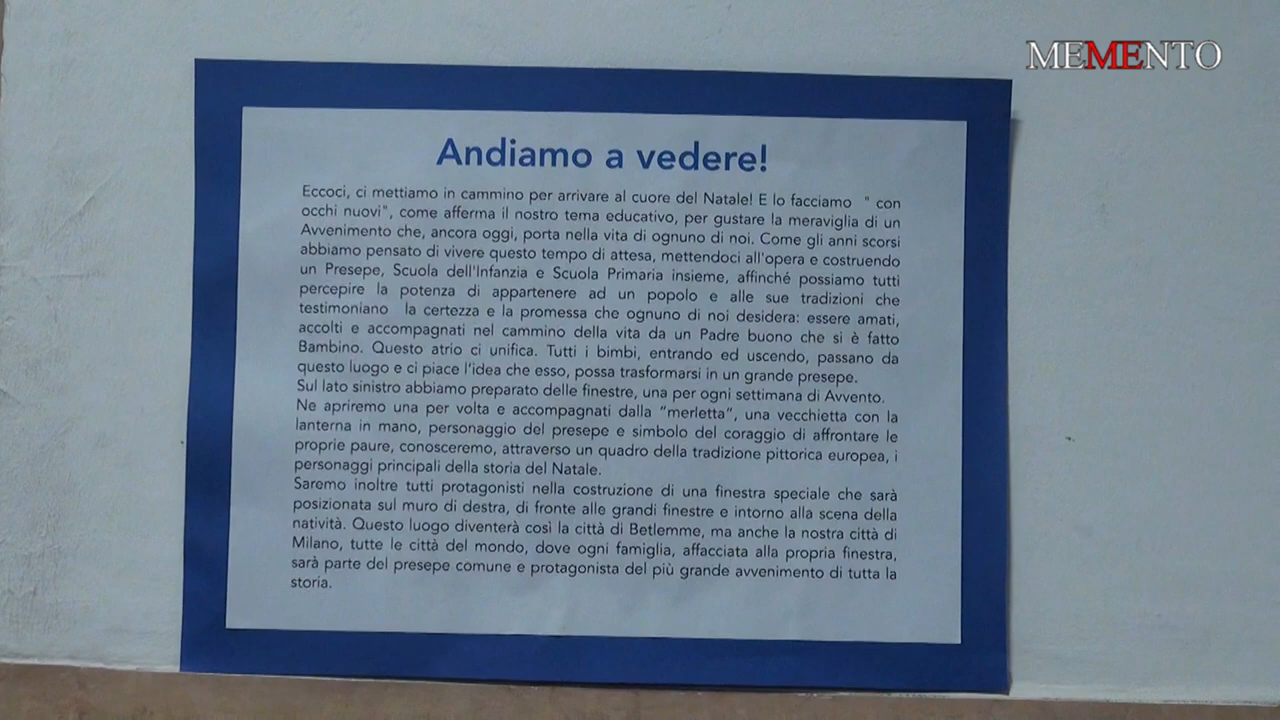 MEMENTO
Andiamo a vedere!
Eccoci, ci mettiamo in cammino per arrivare al cuore del Natale! E lo facciamo " con
occhi nuovi", come afferma il nostro tema educativo, per gustare la meraviglia di un
Avvenimento che, ancora oggi, porta nella vita di ognuno di noi. Come gli anni scorsi
abbiamo pensato di vivere questo tempo di attesa, mettendoci all'opera e costruendo
un Presepe, Scuola dell'Infanzia e Scuola Primaria insieme, affinché possiamo tutti
percepire la potenza di appartenere ad un popolo e alle sue tradizioni che
testimoniano la certezza e la promessa che ognuno di noi desidera: essere amati,
accolti e accompagnati nel cammino della vita da un Padre buono che si è fatto
Bambino. Questo atrio ci unifica. Tutti i bimbi, entrando ed uscendo, passano da
questo luogo e ci piace l'idea che esso, possa trasformarsi in un grande presepe.
Sul lato sinistro abbiamo preparato delle finestre, una per ogni settimana di Avvento.
Ne apriremo una per volta e accompagnati dalla "merletta", una vecchietta con la
lanterna in mano, personaggio del presepe e simbolo del coraggio di affrontare le
proprie paure, conosceremo, attraverso un quadro della tradizione pittorica europea, i
personaggi principali della storia del Natale.
Saremo inoltre tutti protagonisti nella costruzione di una finestra speciale che sarà
posizionata sul muro di destra, di fronte alle grandi finestre e intorno alla scena della
natività. Questo luogo diventerà così la città di Betlemme, ma anche la nostra città di
Milano, tutte le città del mondo, dove ogni famiglia, affacciata alla propria finestra,
sarà parte del presepe comune e protagonista del più grande avvenimento di tutta la
storia.